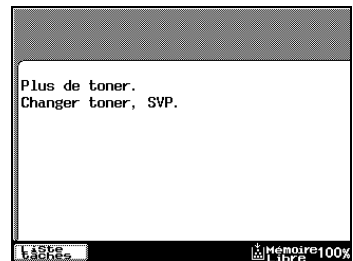 Plus de toner.
Changer toner, SVP.
Liste
tâches
Mémoire
Libre
100%